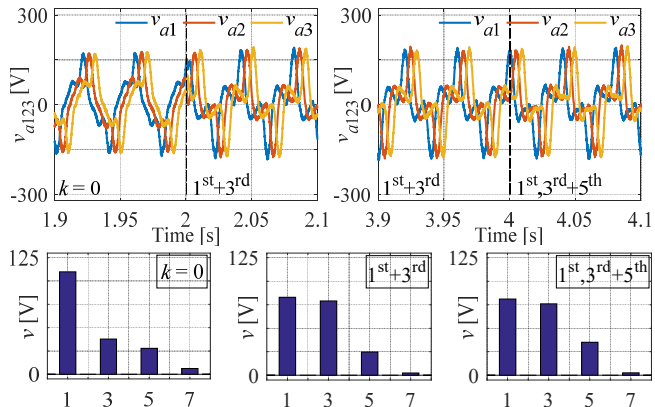 300
0
-300
v_a123 [V]
v_a1 v_a2 v_a3
k = 0
1st+3rd
1.9 1.95 2 2.05 2.1
Time [s]
300
0
-300
v_a123 [V]
v_a1 v_a2 v_a3
1st+3rd
1st,3rd+5th
3.9 3.95 4 4.05 4.1
Time [s]
125
0
v [V]
k = 0
1 3 5 7
125
0
v [V]
1st+3rd
1 3 5 7
125
0
v [V]
1st,3rd+5th
1 3 5 7